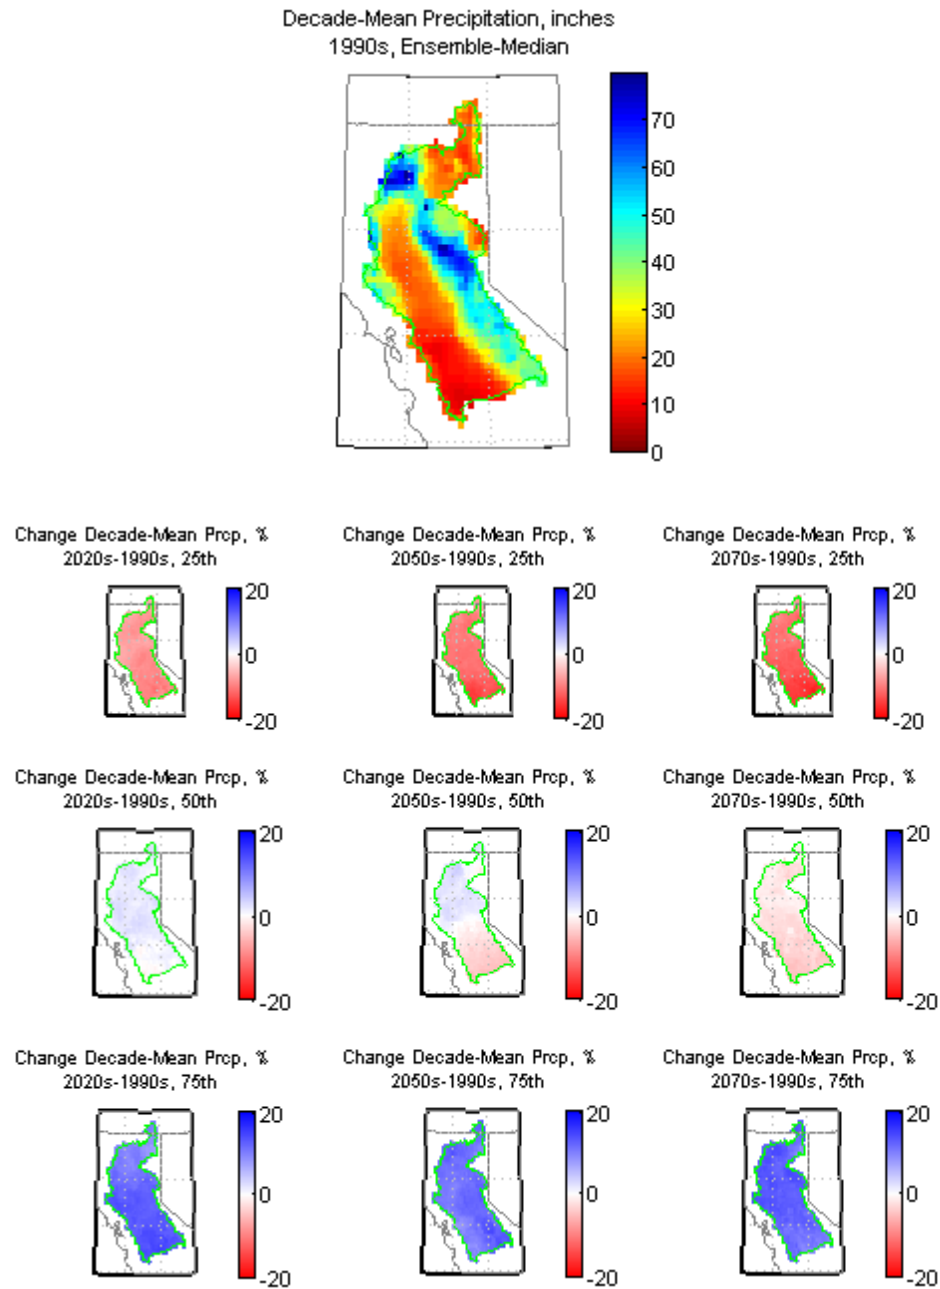 Decade-Mean Precipitation, inches
1990s, Ensemble-Median
70
60
50
40
30
20
10
0
Change Decade-Mean Prcp, %
2020s-1990s, 25th
20
0
-20
Change Decade-Mean Prcp, %
2050s-1990s, 25th
20
0
-20
Change Decade-Mean Prcp, %
2070s-1990s, 25th
20
0
-20
Change Decade-Mean Prcp, %
2020s-1990s, 50th
20
0
-20
Change Decade-Mean Prcp, %
2050s-1990s, 50th
20
0
-20
Change Decade-Mean Prcp, %
2070s-1990s, 50th
20
0
-20
Change Decade-Mean Prcp, %
2020s-1990s, 75th
20
0
-20
Change Decade-Mean Prcp, %
2050s-1990s, 75th
20
0
-20
Change Decade-Mean Prcp, %
2070s-1990s, 75th
20
0
-20